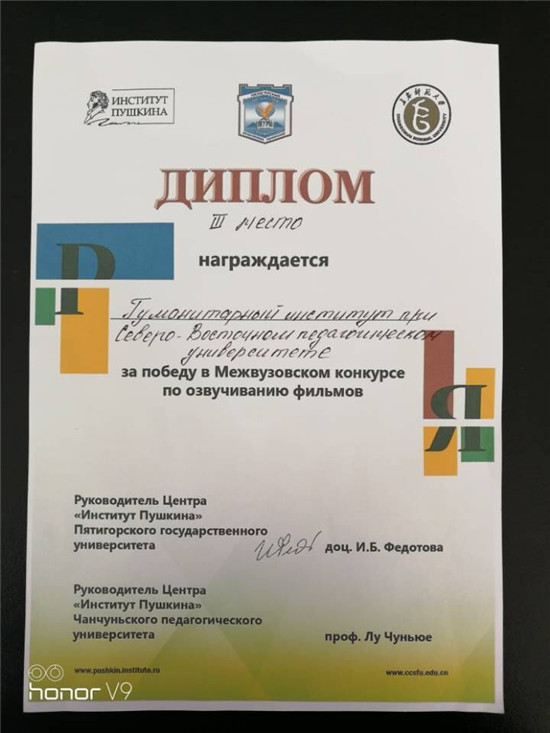 ИНСТИТУТ
ПУШКИНА
ДИПЛОМ
III место
награждается
Гуманитарный институт при
Северо-Восточном педагогическом
университете
за победу в Межвузовском конкурсе
по озвучиванию фильмов
Р
Я
Руководитель Центра
«Институт Пушкина»
Пятигорского государственного
университета
доц. И.Б. Федотова
Руководитель Центра
«Институт Пушкина»
Чанчуньского педагогического
университета
проф. Лу Чуньюе
www.pushkin.institute.ru
www.ccsfu.edu.cn
honor V9